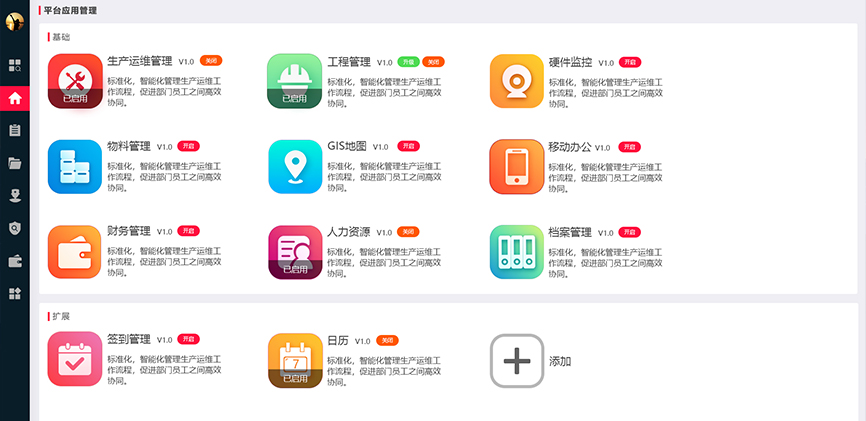 平台应用管理
基础
生产运维管理 V1.0 关闭
标准化，智能化管理生产运维工
作流程，促进部门员工之间高效
协同。
已启用
工程管理 V1.0 升级 关闭
标准化，智能化管理生产运维工
作流程，促进部门员工之间高效
协同。
已启用
硬件监控 V1.0 开启
标准化，智能化管理生产运维工
作流程，促进部门员工之间高效
协同。
物料管理 V1.0 开启
标准化，智能化管理生产运维工
作流程，促进部门员工之间高效
协同。
GIS地图 V1.0 开启
标准化，智能化管理生产运维工
作流程，促进部门员工之间高效
协同。
移动办公 V1.0 开启
标准化，智能化管理生产运维工
作流程，促进部门员工之间高效
协同。
财务管理 V1.0 开启
标准化，智能化管理生产运维工
作流程，促进部门员工之间高效
协同。
人力资源 V1.0 关闭
标准化，智能化管理生产运维工
作流程，促进部门员工之间高效
协同。
已启用
档案管理 V1.0 开启
标准化，智能化管理生产运维工
作流程，促进部门员工之间高效
协同。
扩展
签到管理 V1.0 开启
标准化，智能化管理生产运维工
作流程，促进部门员工之间高效
协同。
日历 V1.0 关闭
标准化，智能化管理生产运维工
作流程，促进部门员工之间高效
协同。
7
已启用
添加